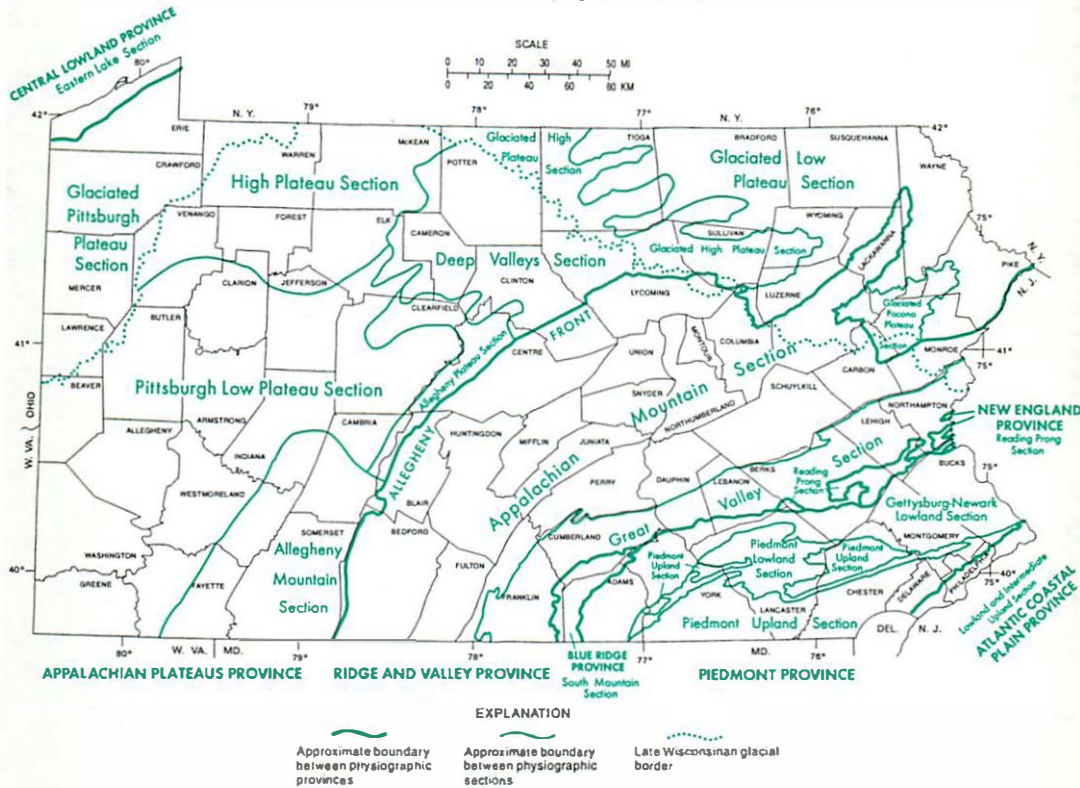 CENTRAL LOWLAND PROVINCE
Eastern Lake Section
80°
SCALE
0 10 20 30 40 50 MI
0 20 40 60 80 KM
42°
N. Y.
79°
78°
77°
N. Y.
76°
42°
ERIE
CRAWFORD
WARREN
McKEAN
POTTER
TIOGA
BRADFORD
SUSQUEHANNA
WAYNE
Glaciated
Plateau
High
Section
Glaciated
Plateau
Low
Section
High Plateau Section
Glaciated
Pittsburgh
Plateau
Section
VENANGO
FOREST
ELK
CAMERON
SULLIVAN
WYOMING
LACKAWANNA
75°
N. Y.
N. J.
PIKE
Glaciated High Plateau Section
Deep Valleys Section
MERCER
CLARION
JEFFERSON
CLINTON
LYCOMING
LUZERNE
Glaciated
Pocono
Plateau
Section
LAWRENCE
BUTLER
CLEARFIELD
CENTRE
FRONT
UNION
MONTOUR
COLUMBIA
Section
CARBON
MONROE
41°
75°
41°
Allegheny Plateau Section
BEAVER
Pittsburgh Low Plateau Section
SNYDER
Mountain
NORTHUMBERLAND
SCHUYLKILL
NORTHAMPTON
NEW ENGLAND
PROVINCE
Reading Prong
Section
W. VA. OHIO
ALLEGHENY
ARMSTRONG
INDIANA
CAMBRIA
ALLEGHENY
HUNTINGDON
MIFFLIN
JUNIATA
LEHIGH
BUCKS
75°
Appalachian
PERRY
DAUPHIN
LEBANON
BERKS
Section
Reading
Prong
Section
WESTMORELAND
BLAIR
Valley
Gettysburg-Newark
Lowland Section
SOMERSET
BEDFORD
CUMBERLAND
Great
MONTGOMERY
WASHINGTON
Allegheny
Mountain
Section
FULTON
Piedmont
Upland
Section
Piedmont
Lowland
Section
Piedmont
Upland
Section
40°
GREENE
FAYETTE
FRANKLIN
ADAMS
YORK
LANCASTER
CHESTER
DELAWARE
PHILADELPHIA
75° 40°
Piedmont Upland Section
DEL.
N. J.
Lowland and Intermediate
Upland Section
ATLANTIC COASTAL
PLAIN PROVINCE
80°
W. VA. MD.
79°
77°
MD.
76°
APPALACHIAN PLATEAUS PROVINCE
RIDGE AND VALLEY PROVINCE
BLUE RIDGE
PROVINCE
South Mountain
Section
PIEDMONT PROVINCE
EXPLANATION
Approximate boundary
between physiographic
provinces
Approximate boundary
between physiographic
sections
Late Wisconsinan glacial
border